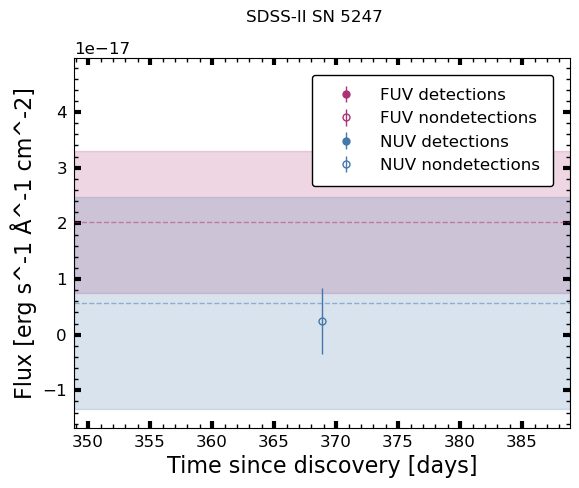 SDSS-II SN 5247
1e−17
FUV detections
FUV nondetections
NUV detections
NUV nondetections
4
3
2
1
0
−1
Flux [erg s^-1 Å^-1 cm^-2]
350 355 360 365 370 375 380 385
Time since discovery [days]